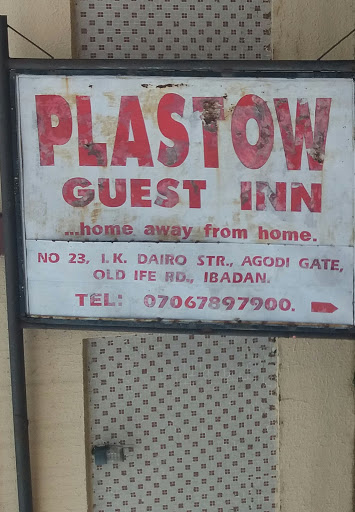 PLASTOW
GUEST INN
...home away from home.
NO 23, I.K. DAIRO STR., AGODI GATE,
OLD IFE RD., IBADAN.
TEL: 07067897900.